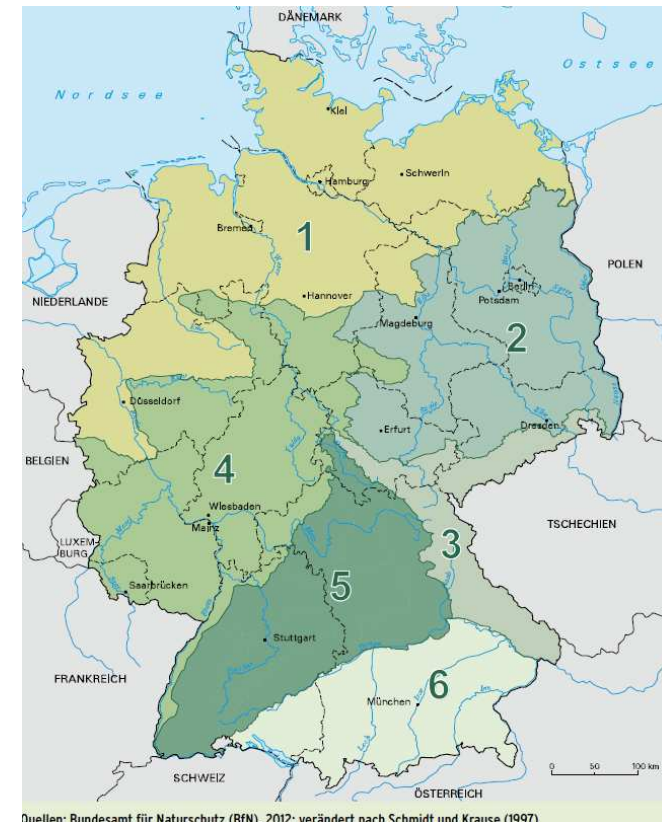 DÄNEMARK
Nordsee
Ostsee
Kiel
Hamburg
Schwerin
Bremen
1
Hannover
POLEN
NIEDERLANDE
Berlin
Potsdam
Magdeburg
2
Düsseldorf
Erfurt
Dresden
BELGIEN
4
Wiesbaden
Mainz
TSCHECHIEN
LUXEM-
BURG
3
Saarbrücken
5
Stuttgart
FRANKREICH
6
München
SCHWEIZ
ÖSTERREICH
0 50 100 km
Quellen: Bundesamt für Naturschutz (BfN), 2012; verändert nach Schmidt und Krause (1997)